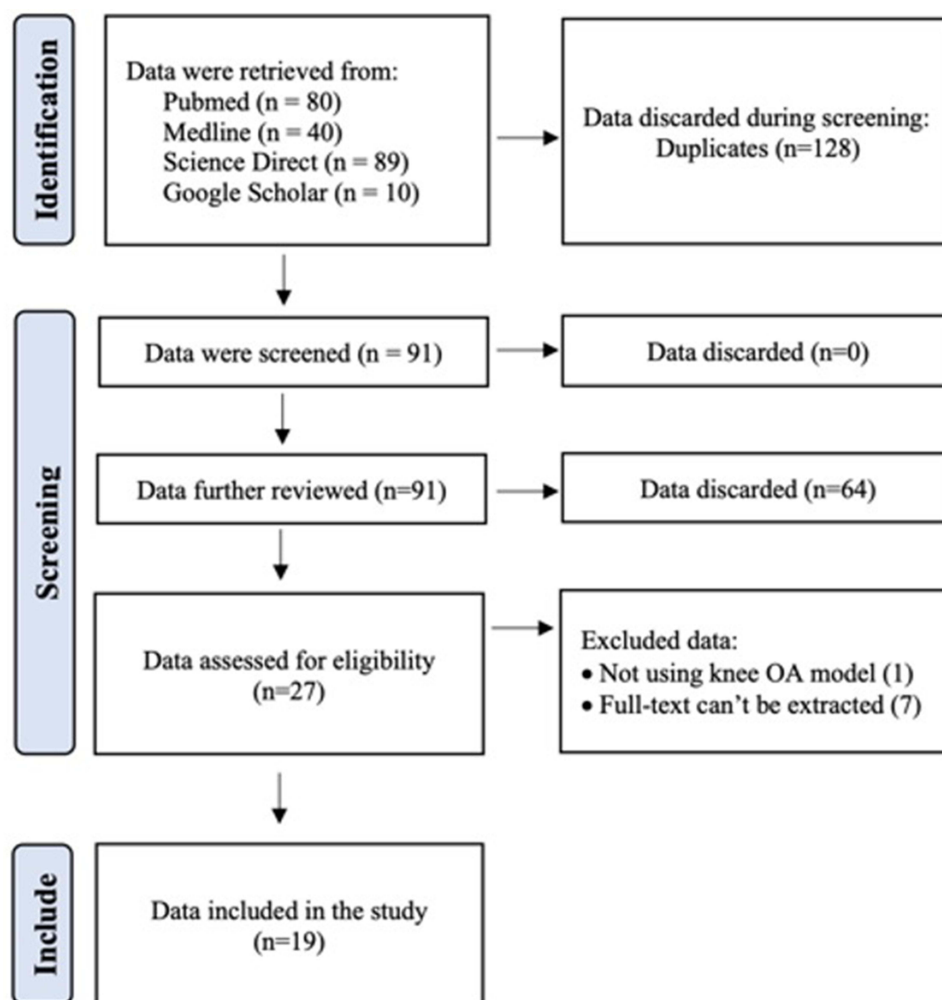 Identification
Data were retrieved from:
Pubmed (n = 80)
Medline (n = 40)
Science Direct (n = 89)
Google Scholar (n = 10)
Data discarded during screening:
Duplicates (n=128)
Screening
Data were screened (n = 91)
Data discarded (n=0)
Data further reviewed (n=91)
Data discarded (n=64)
Data assessed for eligibility
(n=27)
Excluded data:
• Not using knee OA model (1)
• Full-text can’t be extracted (7)
Include
Data included in the study
(n=19)